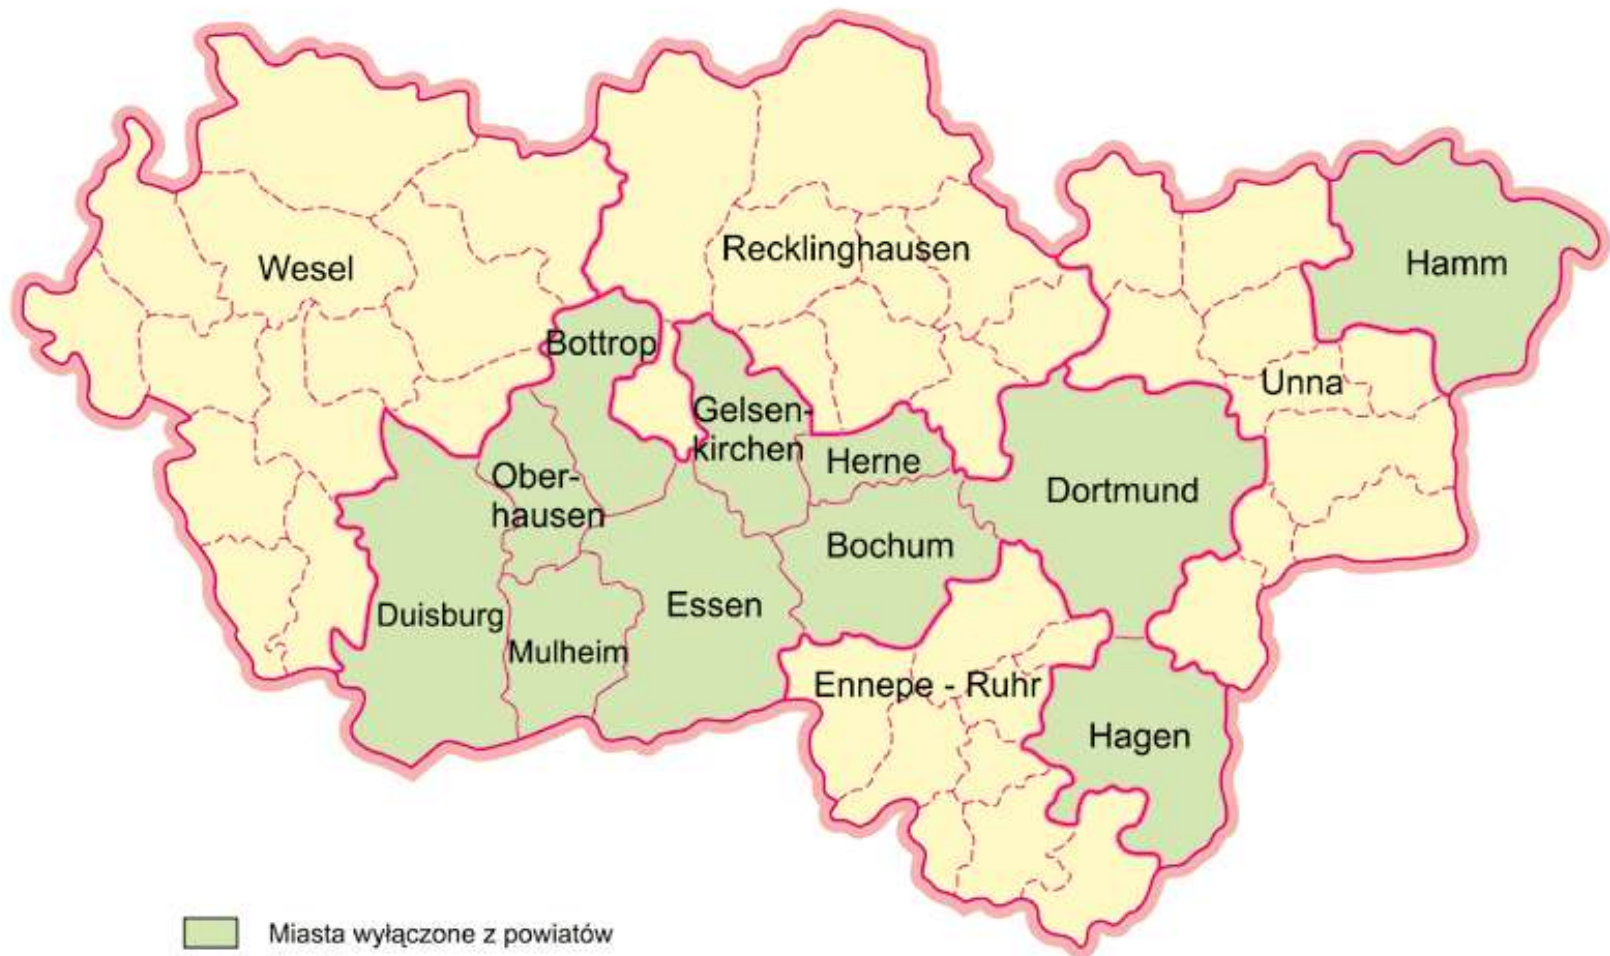 Hamm
Recklinghausen
Wesel
Bottrop
Unna
Gelsen-
kirchen
Herne
Ober-
hausen
Dortmund
Bochum
Essen
Duisburg
Mulheim
Ennepe - Ruhr
Hagen
Miasta wyłączone z powiatów